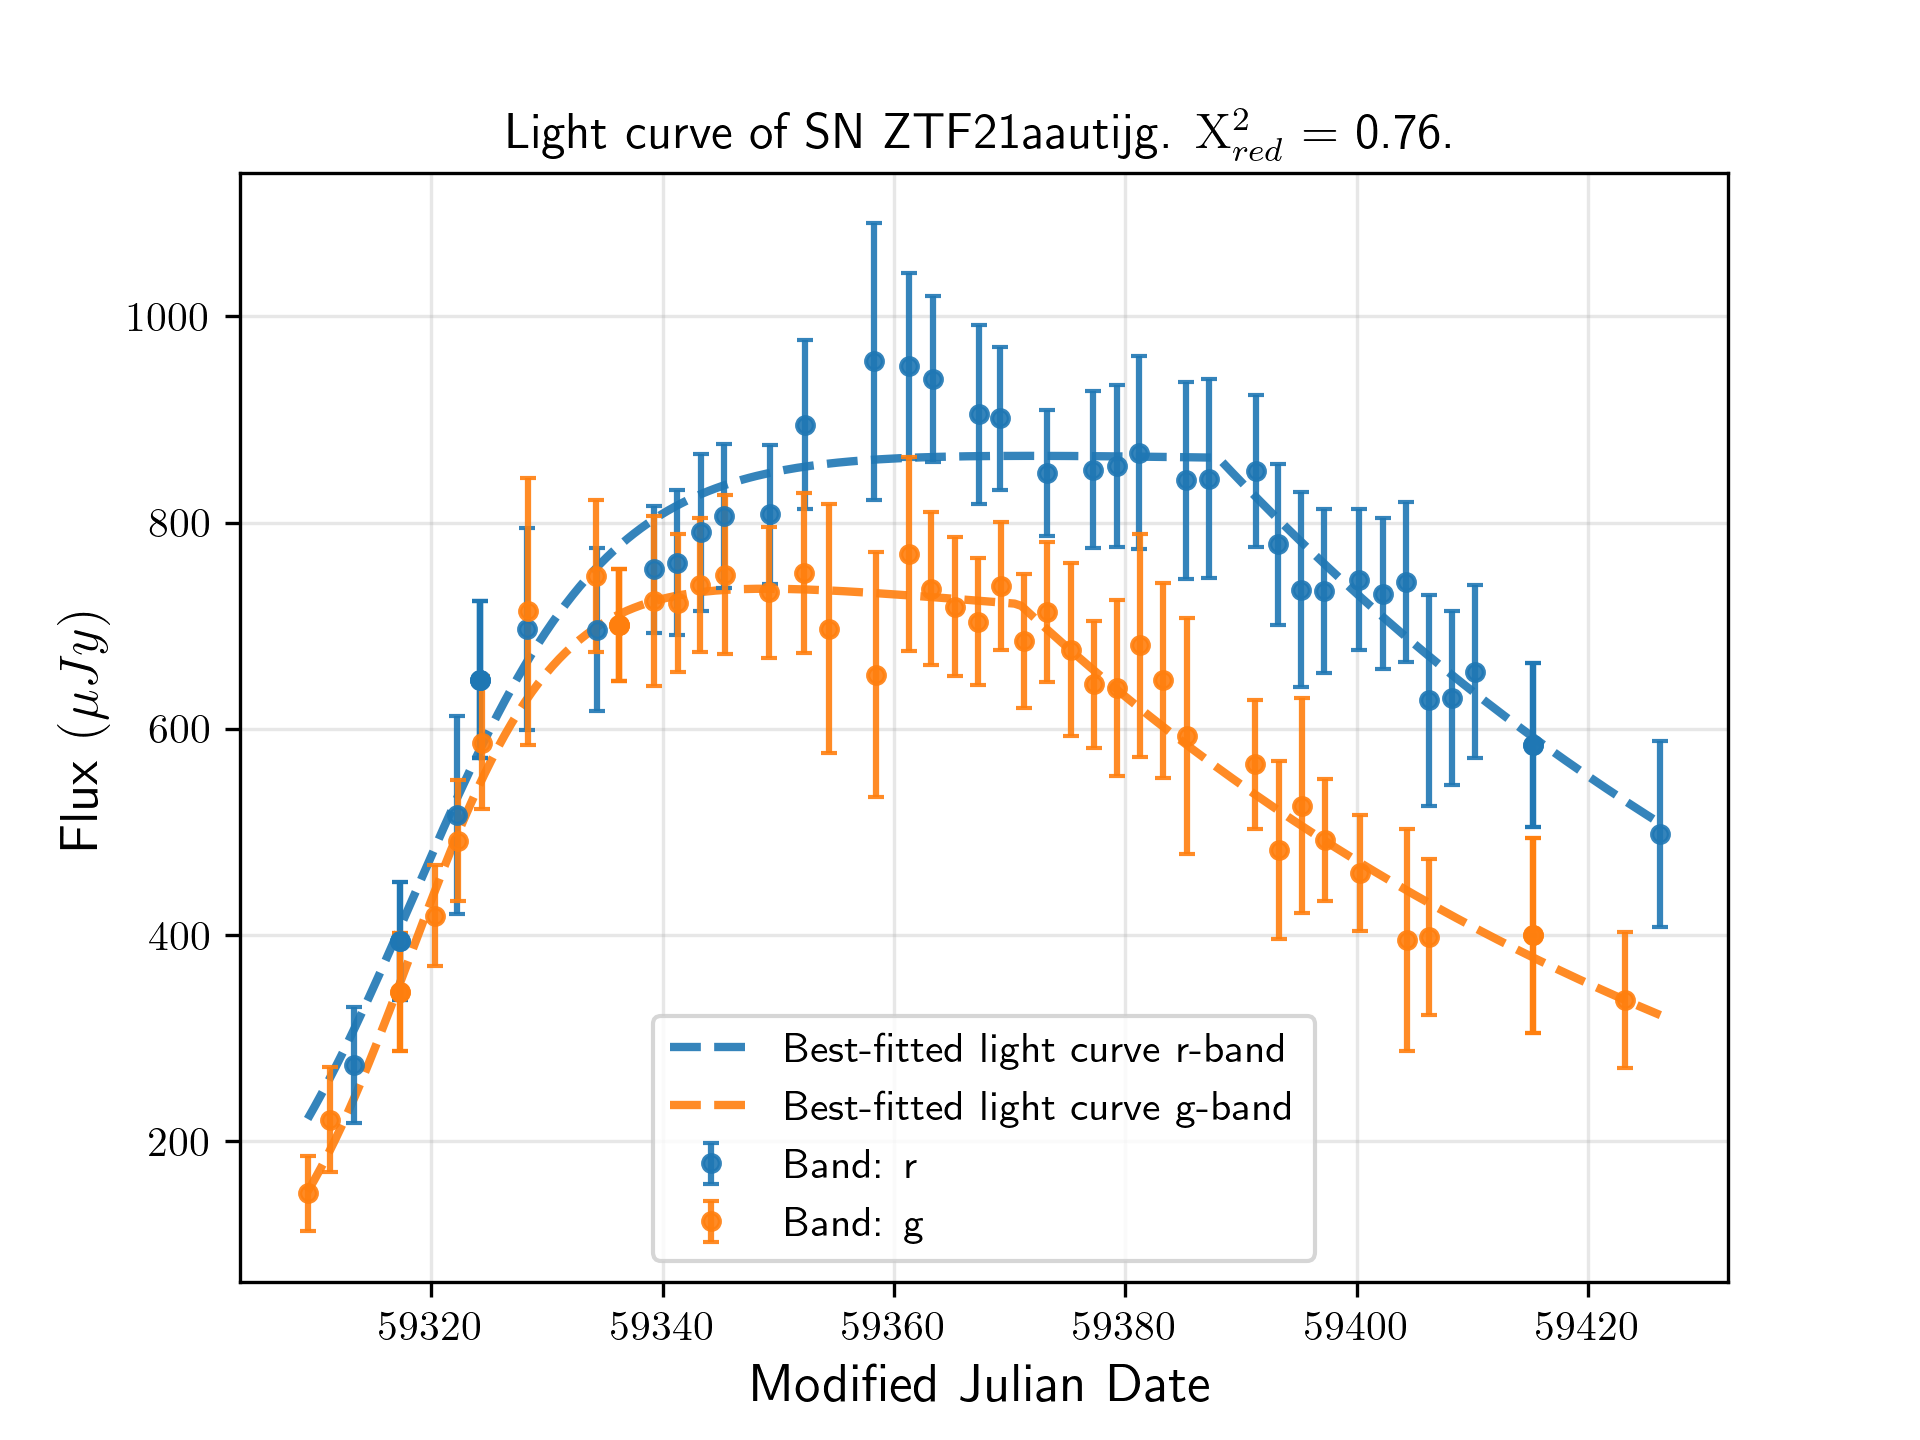 Light curve of SN ZTF21aautijg. X²red = 0.76.
Flux (μJy)
1000
800
600
400
200
Best-fitted light curve r-band
Best-fitted light curve g-band
Band: r
Band: g
59320 59340 59360 59380 59400 59420
Modified Julian Date